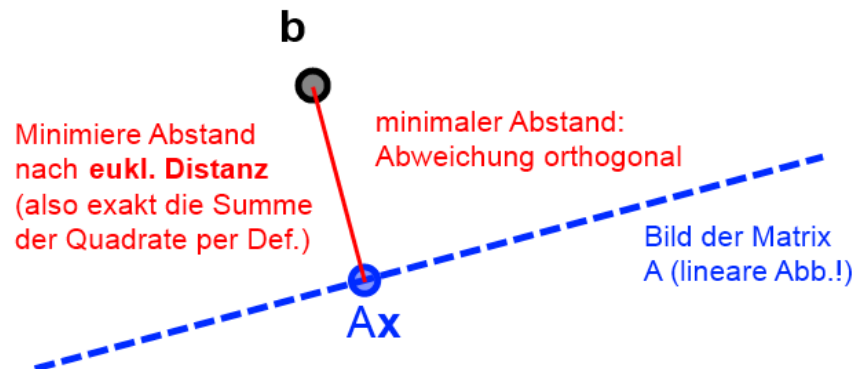 b
Minimiere Abstand
nach eukl. Distanz
(also exakt die Summe
der Quadrate per Def.)
minimaler Abstand:
Abweichung orthogonal
Bild der Matrix
A (lineare Abb.!)
Ax